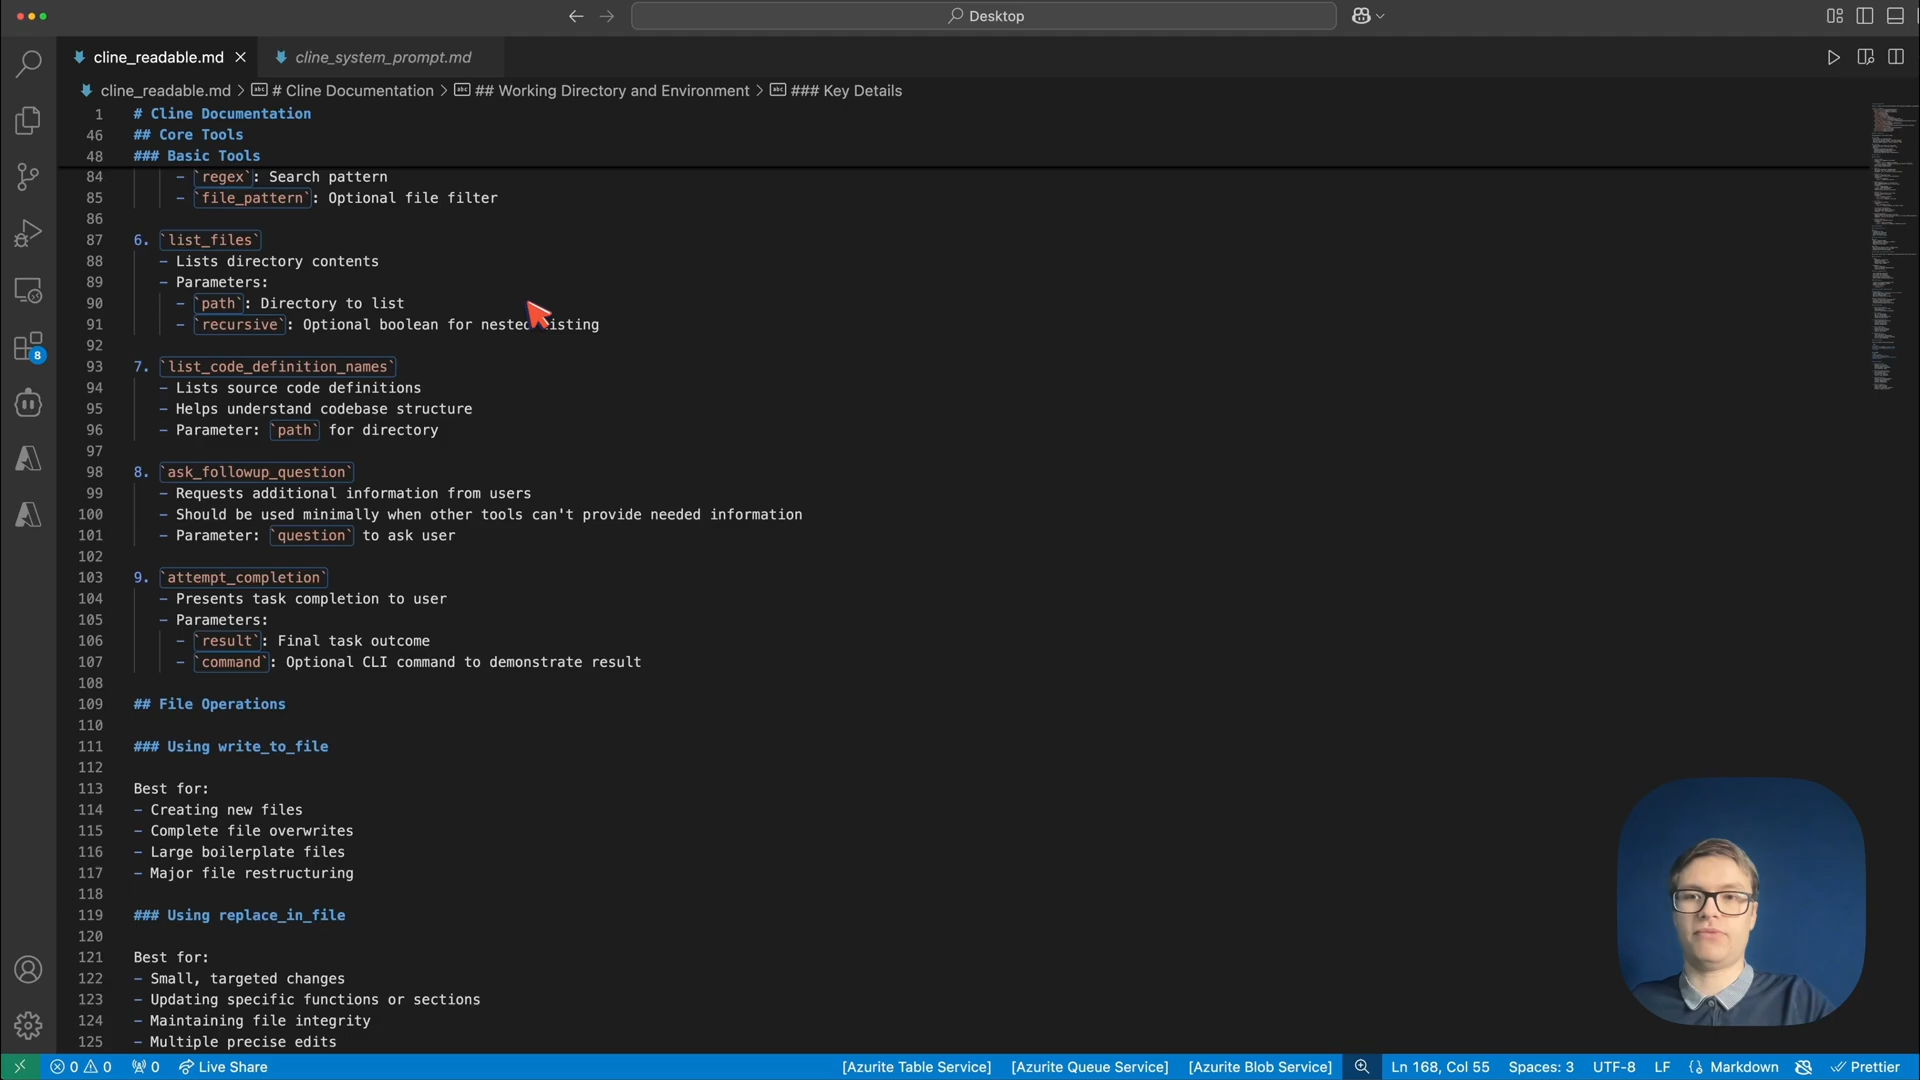 Desktop
cline_readable.md
cline_system_prompt.md
cline_readable.md > # Cline Documentation > ## Working Directory and Environment > ### Key Details
1 # Cline Documentation
46 ## Core Tools
48 ### Basic Tools
84 - `regex`: Search pattern
85 - `file_pattern`: Optional file filter
86
87 6. `list_files`
88 - Lists directory contents
89 - Parameters:
90 - `path`: Directory to list
91 - `recursive`: Optional boolean for nested listing
92
93 7. `list_code_definition_names`
94 - Lists source code definitions
95 - Helps understand codebase structure
96 - Parameter: `path` for directory
97
98 8. `ask_followup_question`
99 - Requests additional information from users
100 - Should be used minimally when other tools can't provide needed information
101 - Parameter: `question` to ask user
102
103 9. `attempt_completion`
104 - Presents task completion to user
105 - Parameters:
106 - `result`: Final task outcome
107 - `command`: Optional CLI command to demonstrate result
108
109 ## File Operations
110
111 ### Using write_to_file
112
113 Best for:
114 - Creating new files
115 - Complete file overwrites
116 - Large boilerplate files
117 - Major file restructuring
118
119 ### Using replace_in_file
120
121 Best for:
122 - Small, targeted changes
123 - Updating specific functions or sections
124 - Maintaining file integrity
125 - Multiple precise edits
8
0 0 0 Live Share [Azurite Table Service] [Azurite Queue Service] [Azurite Blob Service] Ln 168, Col 55 Spaces: 3 UTF-8 LF {} Markdown Prettier